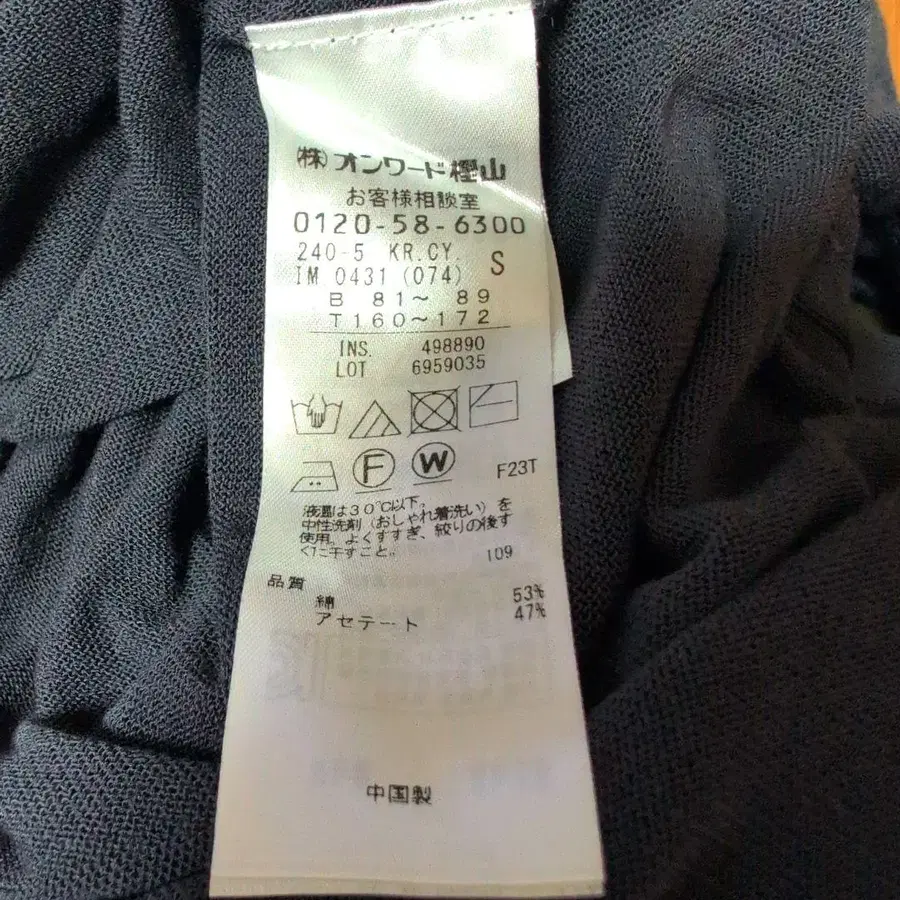 (株)オンワード樫山
お客様相談室
0120-58-6300
240-5 KR.CY. S
IM 0431 (074)
B 81〜 89
T160〜172
INS. 498890
LOT 6959035
F W F23T
液温は30℃以下、
中性洗剤(おしゃれ着洗い)を
使用。よくすすぎ、絞りの後す
ぐに干すこと。
109
品質
綿 53%
アセテート 47%
中国製